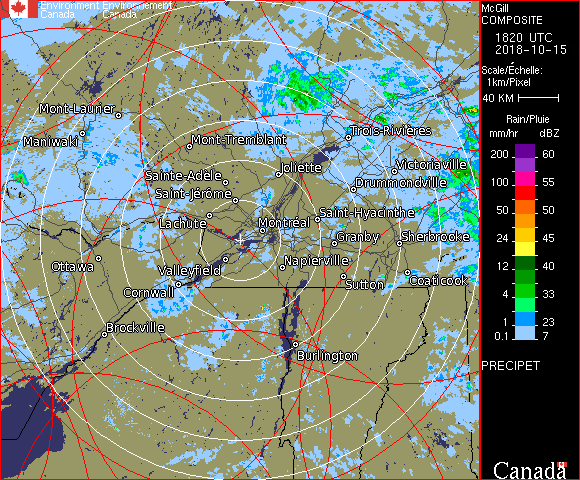 Environment Environnement
Canada Canada
Mont-Laurier
Maniwaki
Mont-Tremblant
Trois-Rivières
Sainte-Adèle
Joliette
Victoriaville
Saint-Jérôme
Drummondville
Lachute
Montréal
Saint-Hyacinthe
Granby
Sherbrooke
Ottawa
Valleyfield
Napierville
Cornwall
Sutton
Coaticook
Brockville
Burlington
McGill
COMPOSITE
1820 UTC
2018-10-15
Scale/Échelle:
1km/Pixel
40 KM
Rain/Pluie
mm/hr dBZ
200 60
100 55
50 50
24 45
12 40
4 33
1 23
0.1 7
PRECIPET
Canada